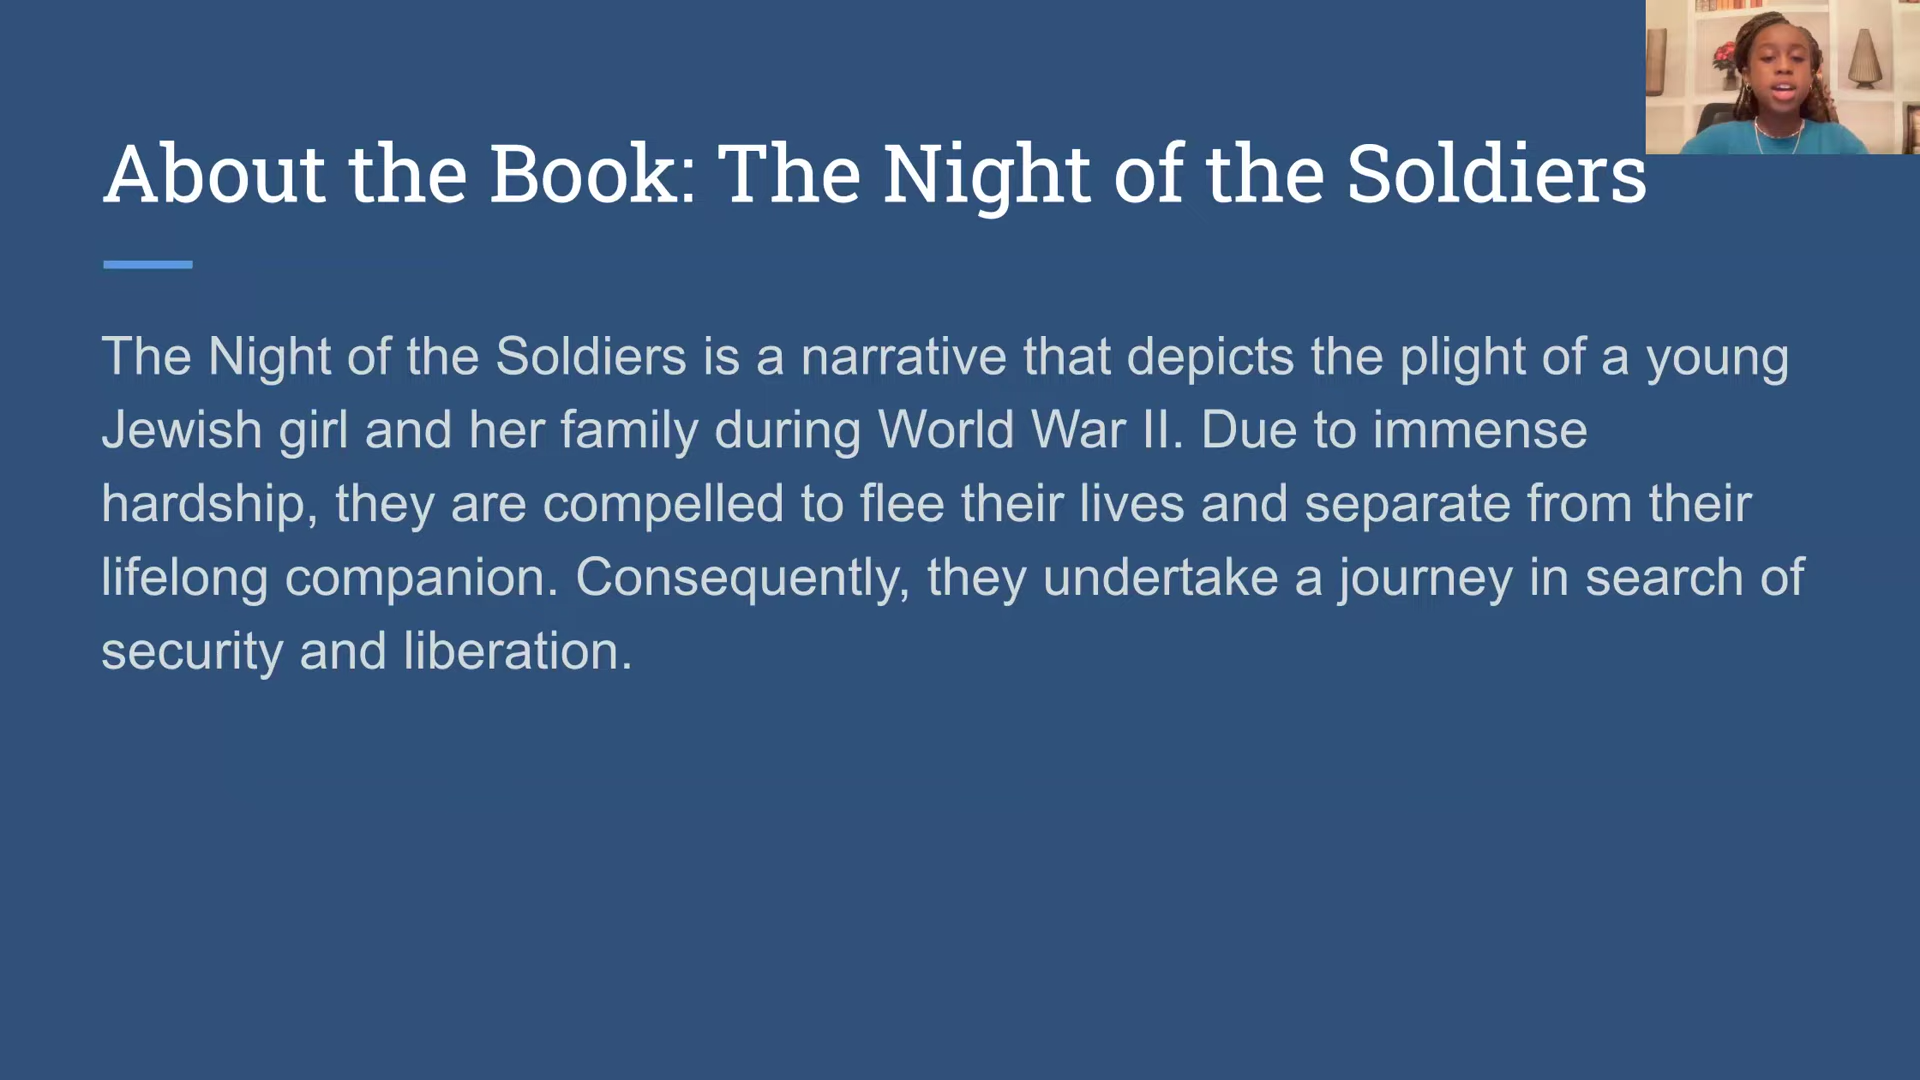 About the Book: The Night of the Soldiers
The Night of the Soldiers is a narrative that depicts the plight of a young
Jewish girl and her family during World War II. Due to immense
hardship, they are compelled to flee their lives and separate from their
lifelong companion. Consequently, they undertake a journey in search of
security and liberation.